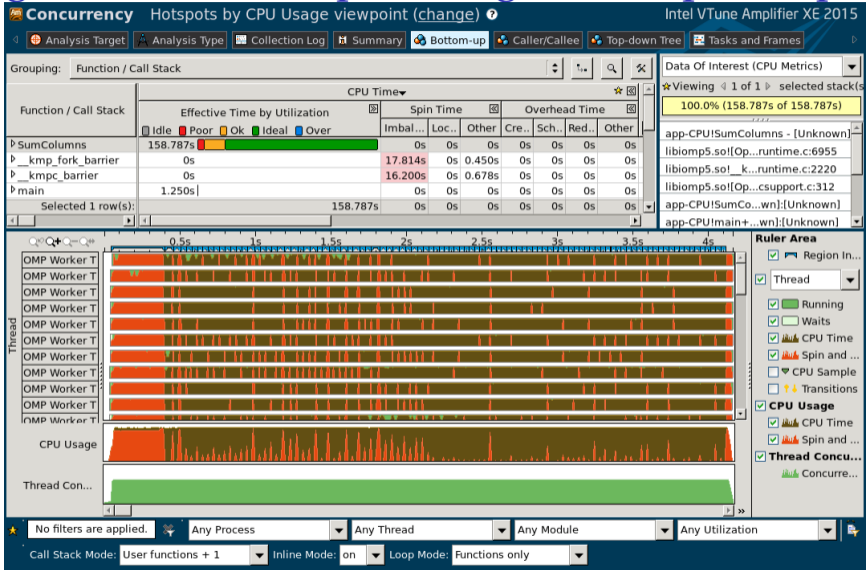 Concurrency Hotspots by CPU Usage viewpoint (change) ?
Intel VTune Amplifier XE 2015
Analysis Target Analysis Type Collection Log Summary Bottom-up Caller/Callee Top-down Tree Tasks and Frames
Grouping: Function / Call Stack
Data Of Interest (CPU Metrics)
Viewing 1 of 1 selected stack(s
100.0% (158.787s of 158.787s)
CPU Time
Function / Call Stack
Effective Time by Utilization
Spin Time
Overhead Time
Idle Poor Ok Ideal Over
Imbal... Loc... Other Cre... Sch... Red... Other
SumColumns 158.787s 0s 0s 0s 0s 0s 0s 0s
__kmp_fork_barrier 0s 17.814s 0s 0.450s 0s 0s 0s 0s
__kmpc_barrier 0s 16.200s 0s 0.678s 0s 0s 0s 0s
main 1.250s 0s 0s 0s 0s 0s 0s 0s
Selected 1 row(s): 158.787s 0s 0s 0s 0s 0s 0s 0s
app-CPU!SumColumns - [Unknown]
libiomp5.so![Op...runtime.c:6955
libiomp5.so!__k...runtime.c:2220
libiomp5.so![Op...csupport.c:312
app-CPU!SumCo...wn]:[Unknown]
app-CPU!main+...wn]:[Unknown]
0.5s 1s 1.5s 2s 2.5s 3s 3.5s 4s
Thread
OMP Worker T
OMP Worker T
OMP Worker T
OMP Worker T
OMP Worker T
OMP Worker T
OMP Worker T
OMP Worker T
OMP Worker T
OMP Worker T
OMP Worker T
CPU Usage
Thread Con...
Ruler Area
Region In...
Thread
Running
Waits
CPU Time
Spin and ...
CPU Sample
Transitions
CPU Usage
CPU Time
Spin and ...
Thread Concu...
Concurre...
No filters are applied. Any Process Any Thread Any Module Any Utilization
Call Stack Mode: User functions + 1 Inline Mode: on Loop Mode: Functions only